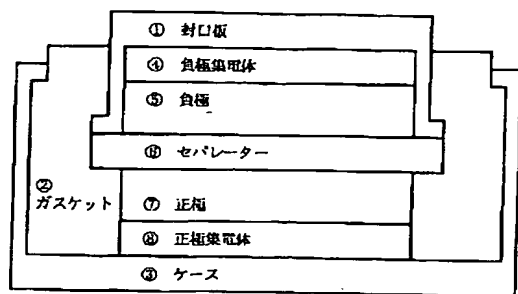 ① 封口板
④ 負極集電体
⑤ 負極
⑥ セパレーター
②
ガスケット
⑦ 正極
⑧ 正極集電体
③ ケース